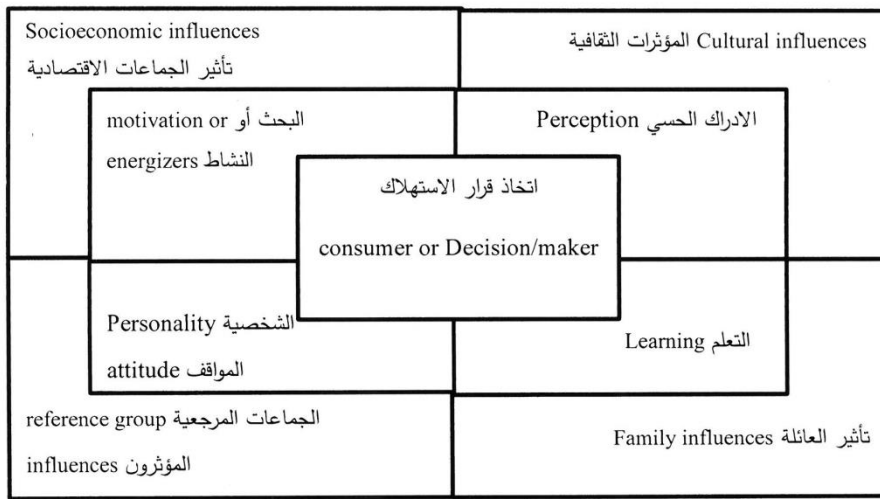 Socioeconomic influences
تأثير الجماعات الاقتصادية
المؤثرات الثقافية Cultural influences
motivation or البحث أو
energizers النشاط
الادراك الحسي Perception
اتخاذ قرار الاستهلاك
consumer or Decision/maker
الشخصية Personality
المواقف attitude
التعلم Learning
الجماعات المرجعية reference group
المؤثرون influences
تأثير العائلة Family influences